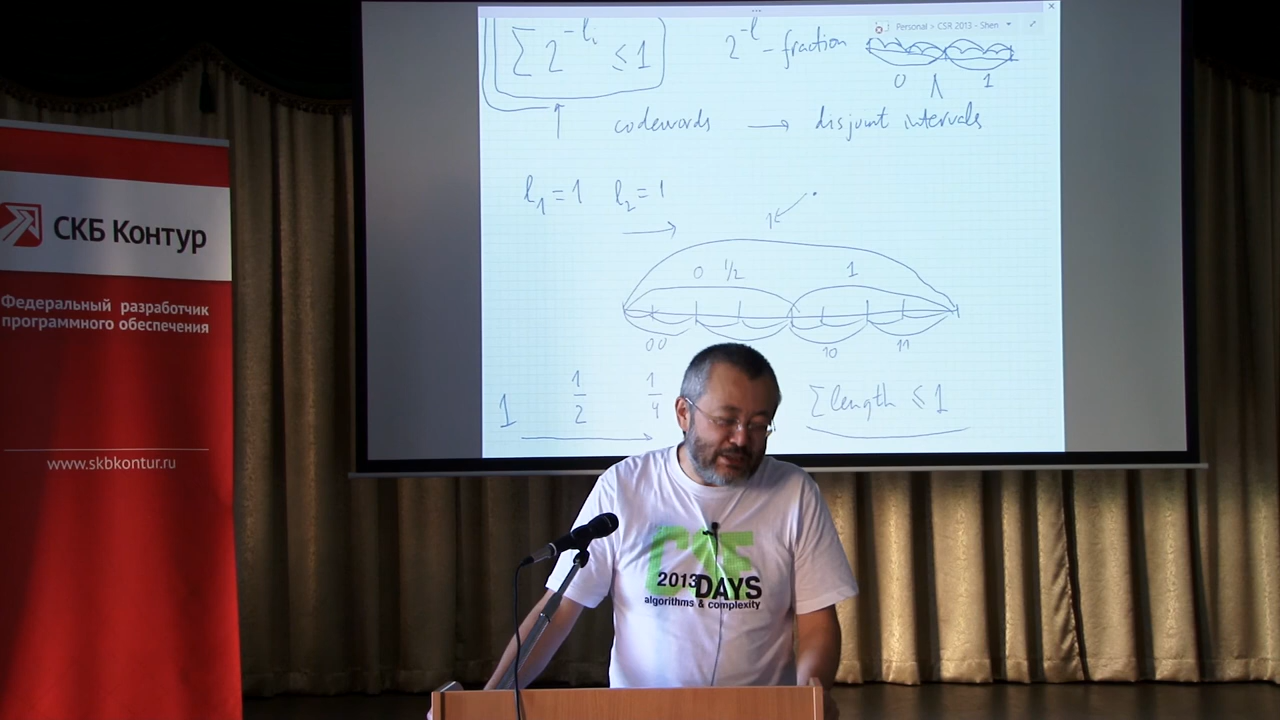 СКБ Контур
Федеральный разработчик
программного обеспечения
www.skbkontur.ru
Personal > CSR 2013 - Shen
∑ 2^{-l_i} ≤ 1
2^{-l} - fraction
0 Λ 1
codewords → disjoint intervals
l_1 = 1 l_2 = 1
0 1/2 1
00 10 11
1 1/2 1/4
∑ length ≤ 1
2013 DAYS
algorithms & complexity